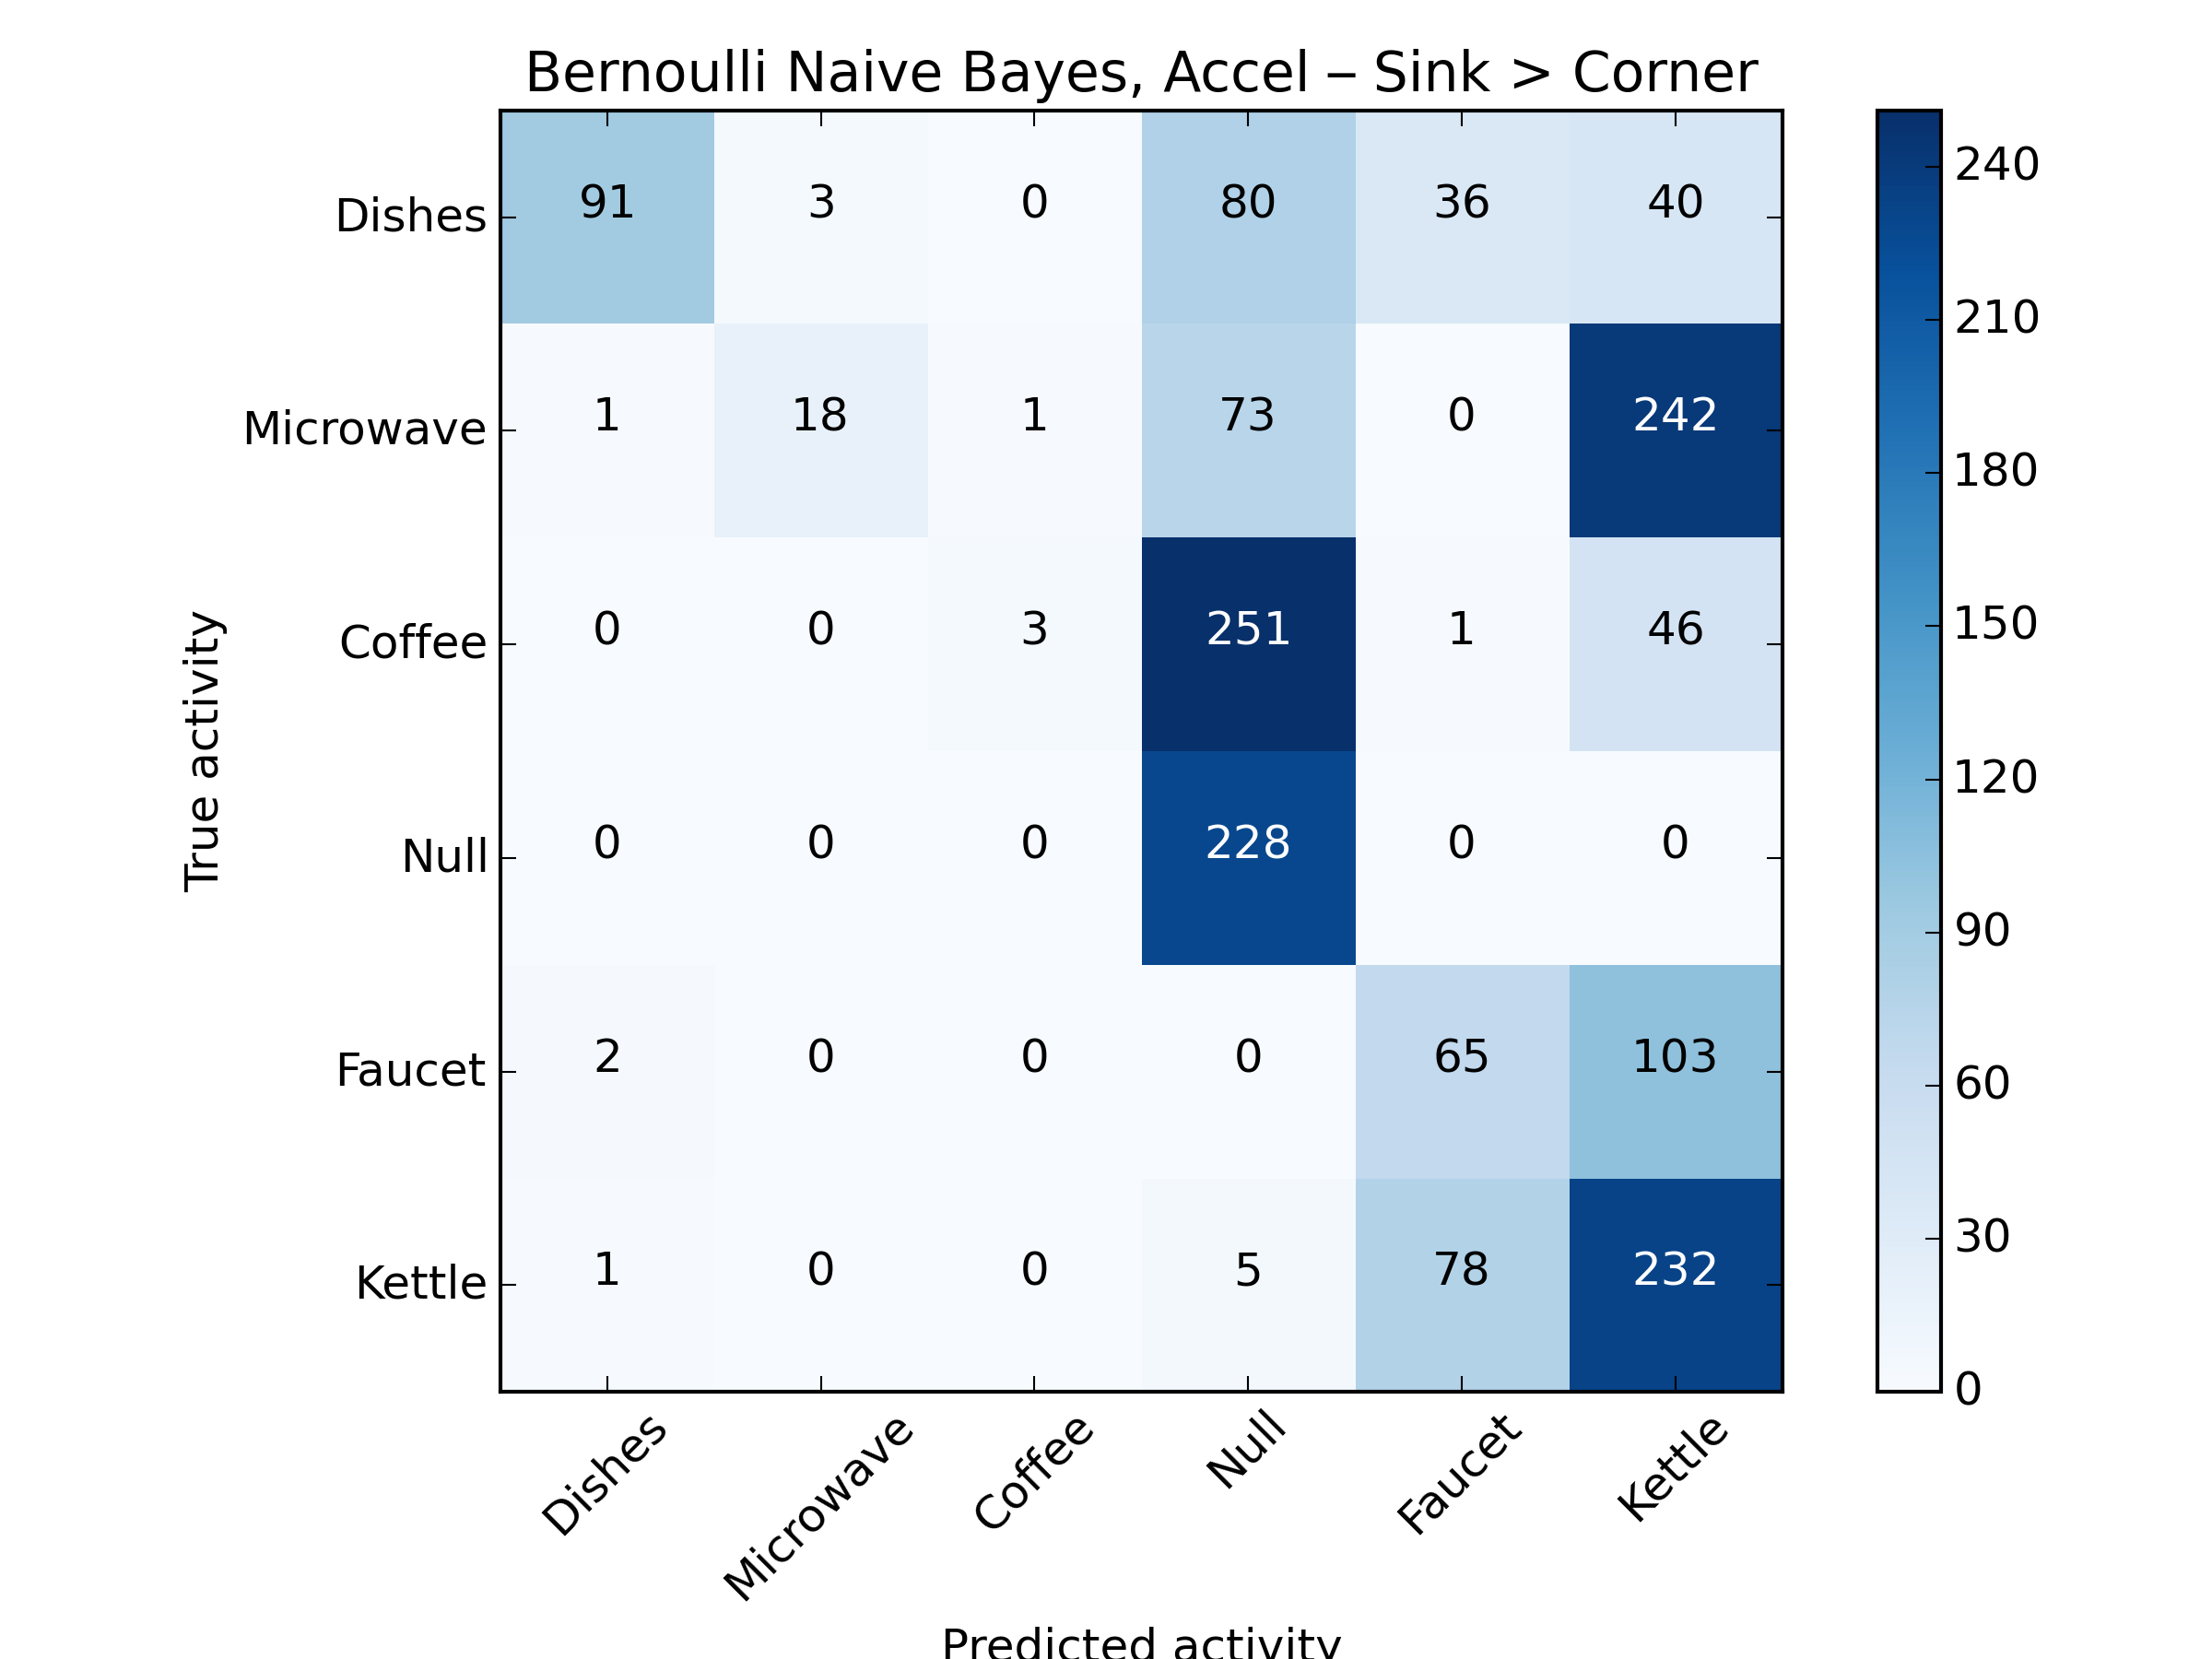 Bernoulli Naive Bayes, Accel – Sink > Corner
Dishes 91 3 0 80 36 40
Microwave 1 18 1 73 0 242
Coffee 0 0 3 251 1 46
Null 0 0 0 228 0 0
Faucet 2 0 0 0 65 103
Kettle 1 0 0 5 78 232
True activity
Dishes Microwave Coffee Null Faucet Kettle
Predicted activity
240
210
180
150
120
90
60
30
0